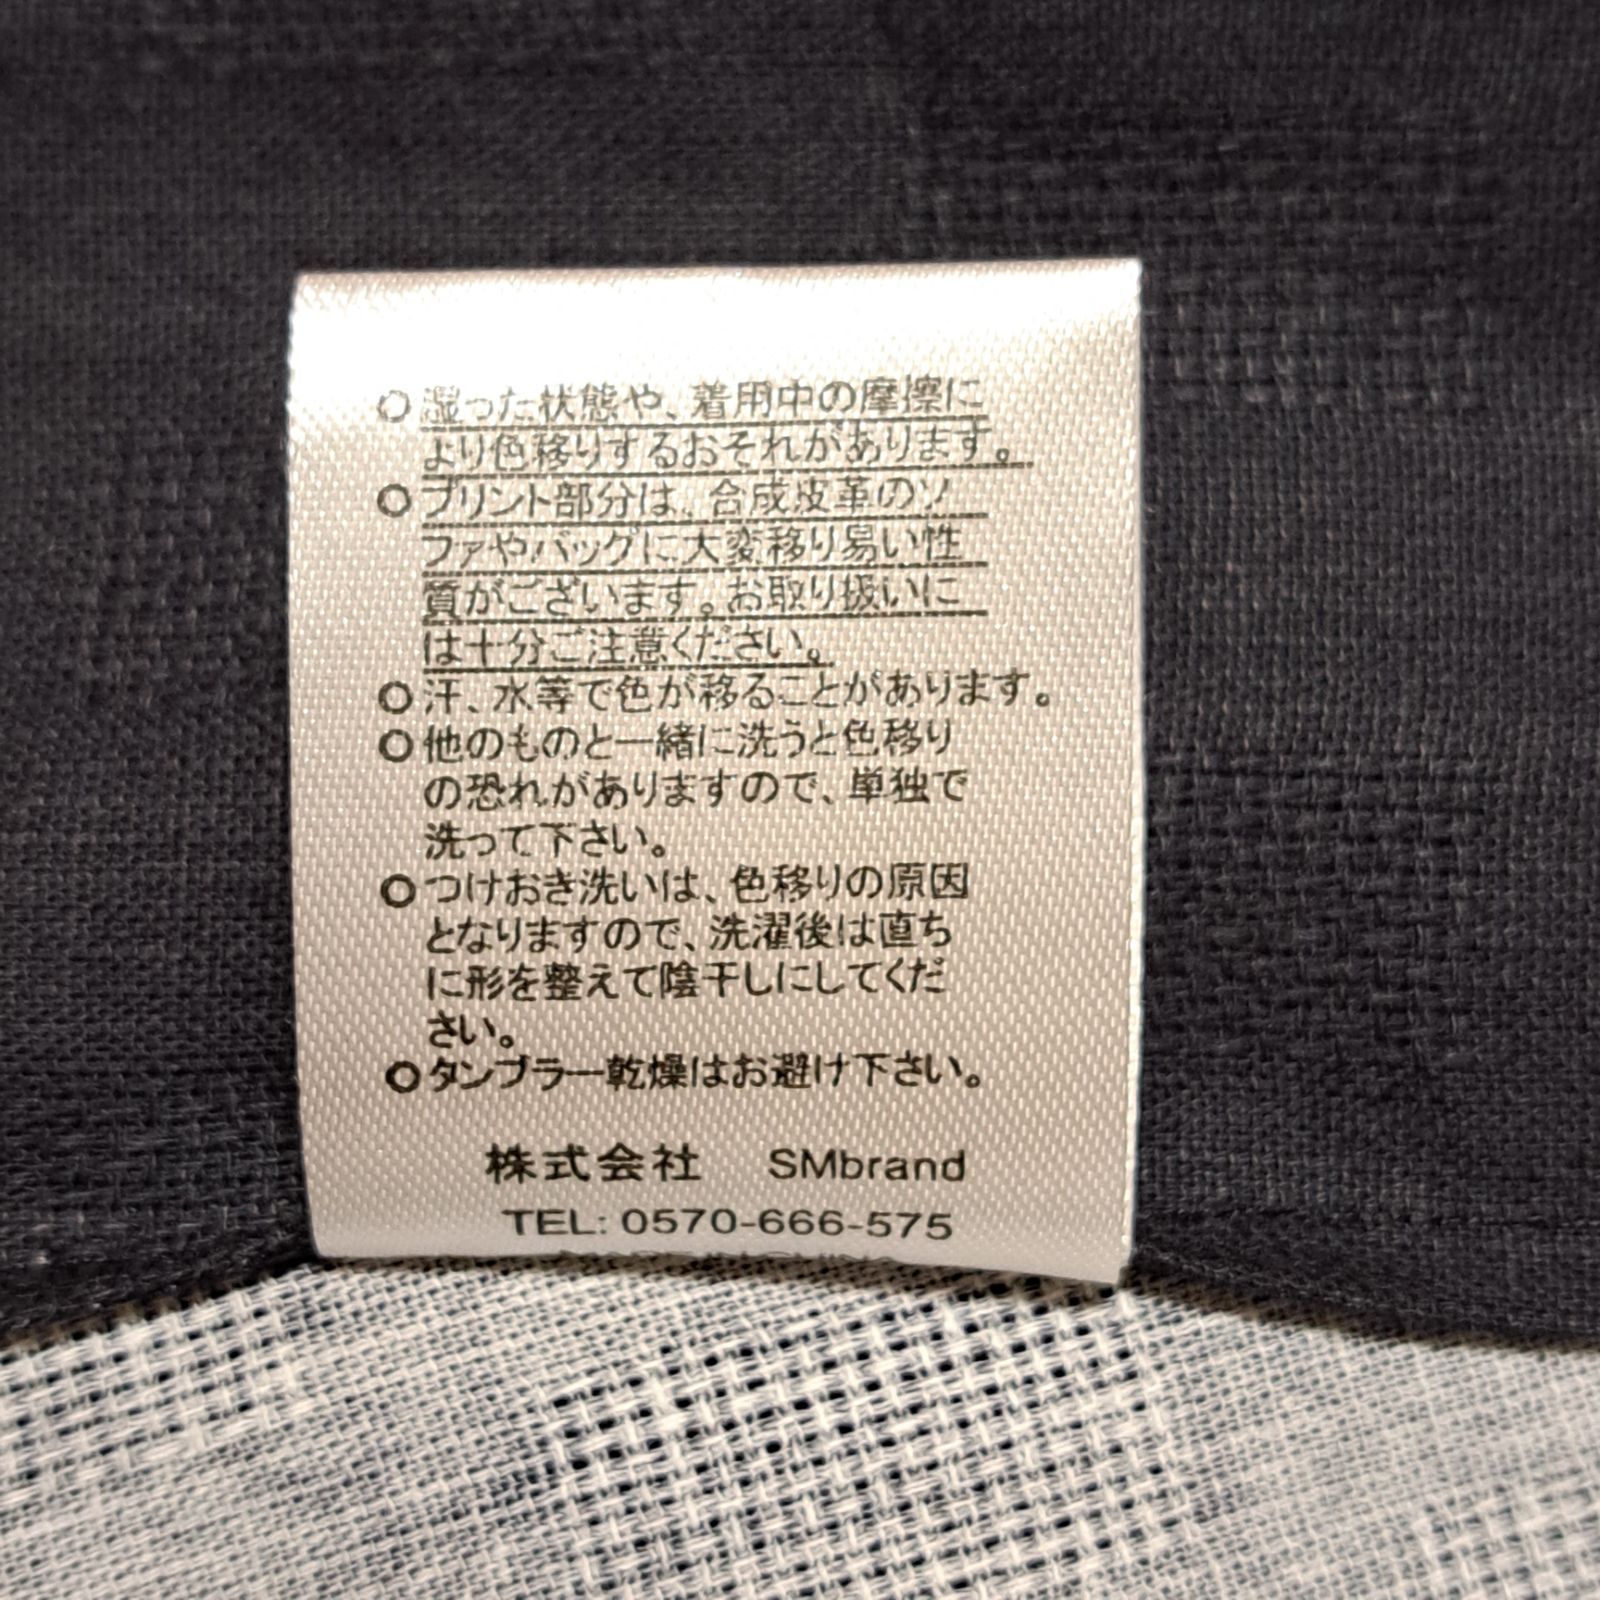 ○ 湿った状態や、着用中の摩擦に
より色移りするおそれがあります。
○ プリント部分は、合成皮革のソ
ファやバッグに大変移り易い性
質がございます。お取り扱いに
は十分ご注意ください。
○ 汗、水等で色が移ることがあります。
○ 他のものと一緒に洗うと色移り
の恐れがありますので、単独で
洗って下さい。
○ つけおき洗いは、色移りの原因
となりますので、洗濯後は直ち
に形を整えて陰干しにしてくだ
さい。
○ タンブラー乾燥はお避け下さい。
株式会社 SMbrand
TEL: 0570-666-575